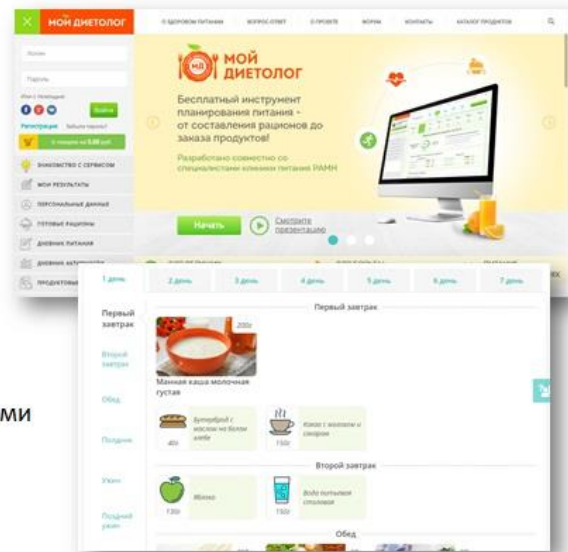 МОЙ ДИЕТОЛОГ
О ЗДОРОВОМ ПИТАНИИ ВОПРОС-ОТВЕТ О ПРОЕКТЕ ФОРУМ КОНТАКТЫ КАТАЛОГ ПРОДУКТОВ
Логин
Пароль
Войти
Регистрация Забыли пароль?
ЗНАКОМСТВО С СЕРВИСОМ
МОИ РЕЗУЛЬТАТЫ
ПЕРСОНАЛЬНЫЕ ДАННЫЕ
ГОТОВЫЕ РАЦИОНЫ
ДНЕВНИК ПИТАНИЯ
МД
МОЙ
ДИЕТОЛОГ
Бесплатный инструмент
планирования питания -
от составления рационов до
заказа продуктов!
Разработано совместно со
специалистами клиники питания РАМН
Начать
Смотрите
презентацию
ами
1 день 2 день 3 день 4 день 5 день 6 день 7 день
Первый
завтрак
Второй
завтрак
Обед
Полдник
Ужин
Поздний
ужин
Первый завтрак
200г
Манная каша молочная
густая
40г
Бутерброд с
маслом на белом
хлебе
150г
Какао с молоком и
сахаром
Второй завтрак
130г
Яблоко
150г
Вода питьевая
столовая
Обед